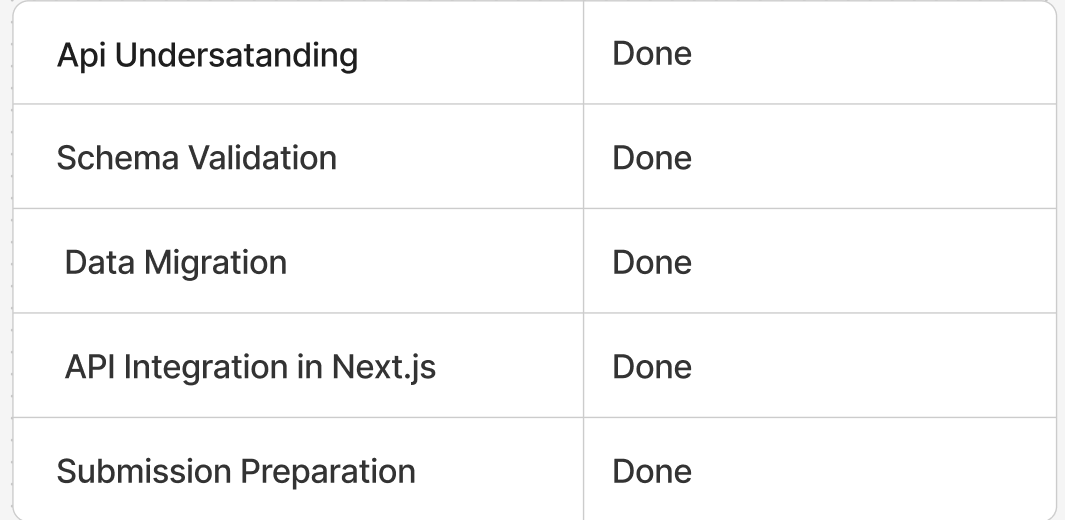 Api Undersatanding Done
Schema Validation Done
Data Migration Done
API Integration in Next.js Done
Submission Preparation Done